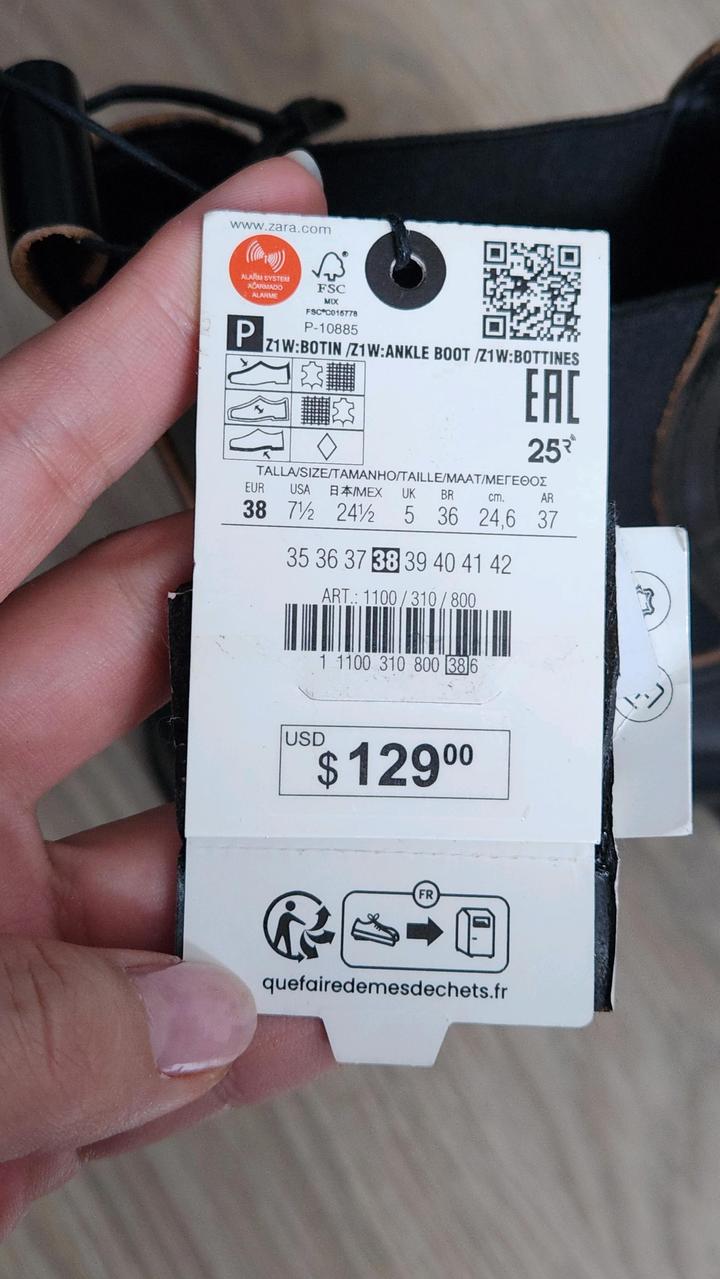 www.zara.com
ALARM SYSTEM
ACARMADO
ALARME
FSC®
MIX
FSC®C015778
P-10885
P Z1W:BOTIN /Z1W:ANKLE BOOT /Z1W:BOTTINES
EAC
25
TALLA/SIZE/TAMANHO/TAILLE/MAAT/ΜΕΓΕΘΟΣ
EUR USA 日本/MEX UK BR cm. AR
38 7½ 24½ 5 36 24,6 37
35 36 37 38 39 40 41 42
ART.: 1100 / 310 / 800
1 1100 310 800 38 6
USD
$ 129 00
FR
quefairedemesdechets.fr